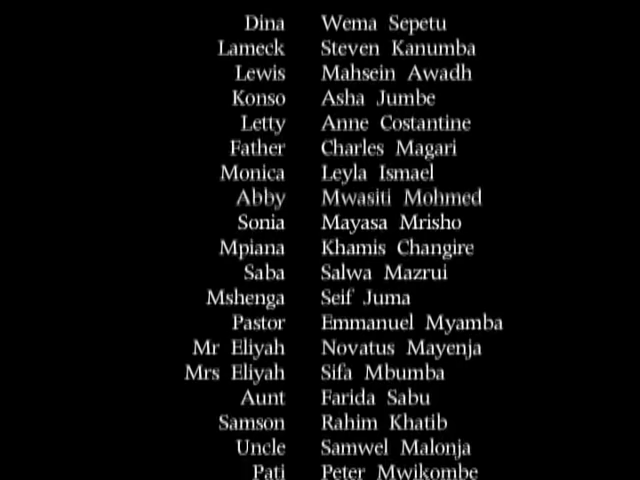 Dina Wema Sepetu
Lameck Steven Kanumba
Lewis Mahsein Awadh
Konso Asha Jumbe
Letty Anne Costantine
Father Charles Magari
Monica Leyla Ismael
Abby Mwasiti Mohmed
Sonia Mayasa Mrisho
Mpiana Khamis Changire
Saba Salwa Mazrui
Mshenga Seif Juma
Pastor Emmanuel Myamba
Mr Eliyah Novatus Mayenja
Mrs Eliyah Sifa Mbumba
Aunt Farida Sabu
Samson Rahim Khatib
Uncle Samwel Malonja
Pati Peter Mwikombe